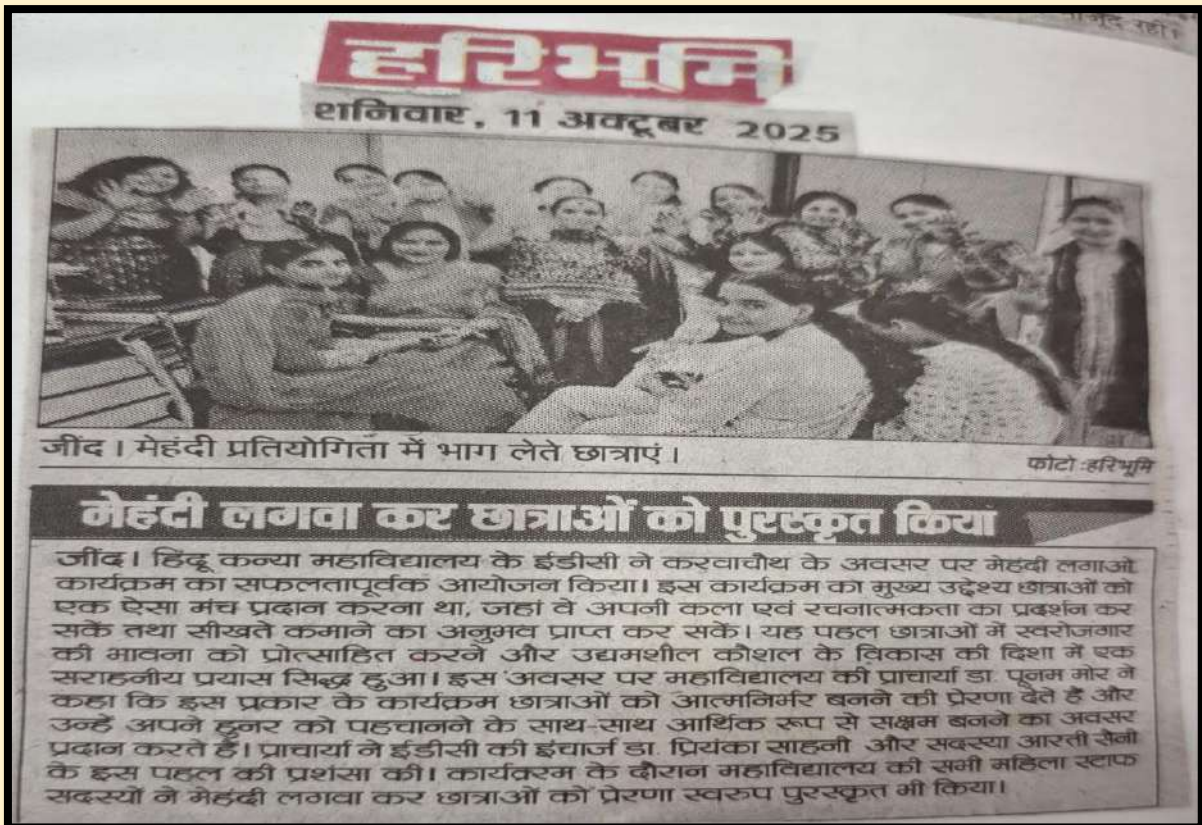 रही।
हरिभूमि
शनिवार, 11 अक्टूबर 2025
जींद। मेहंदी प्रतियोगिता में भाग लेते छात्राएं।
फोटो :हरिभूमि
मेहंदी लगवा कर छात्राओं को पुरस्कृत किया
जींद। हिंदू कन्या महाविद्यालय के ईडीसी ने करवाचौथ के अवसर पर मेहंदी लगाओ
कार्यक्रम का सफलतापूर्वक आयोजन किया। इस कार्यक्रम का मुख्य उद्देश्य छात्राओं को
एक ऐसा मंच प्रदान करना था, जहां वे अपनी कला एवं रचनात्मकता का प्रदर्शन कर
सकें तथा सीखते कमाने का अनुभव प्राप्त कर सकें। यह पहल छात्राओं में स्वरोजगार
की भावना को प्रोत्साहित करने और उद्यमशील कौशल के विकास की दिशा में एक
सराहनीय प्रयास सिद्ध हुआ। इस अवसर पर महाविद्यालय की प्राचार्या डा. पूनम मोर ने
कहा कि इस प्रकार के कार्यक्रम छात्राओं को आत्मनिर्भर बनने की प्रेरणा देते हैं और
उन्हें अपने हुनर को पहचानने के साथ-साथ आर्थिक रूप से सक्षम बनने का अवसर
प्रदान करते हैं। प्राचार्या ने ईडीसी की इंचार्ज डा. प्रियंका साहनी और सदस्या आरती सैनी
के इस पहल की प्रशंसा की। कार्यक्ररम के दौरान महाविद्यालय की सभी महिला स्टाफ
सदस्यों ने मेहंदी लगवा कर छात्राओं को प्रेरणा स्वरुप पुरस्कृत भी किया।